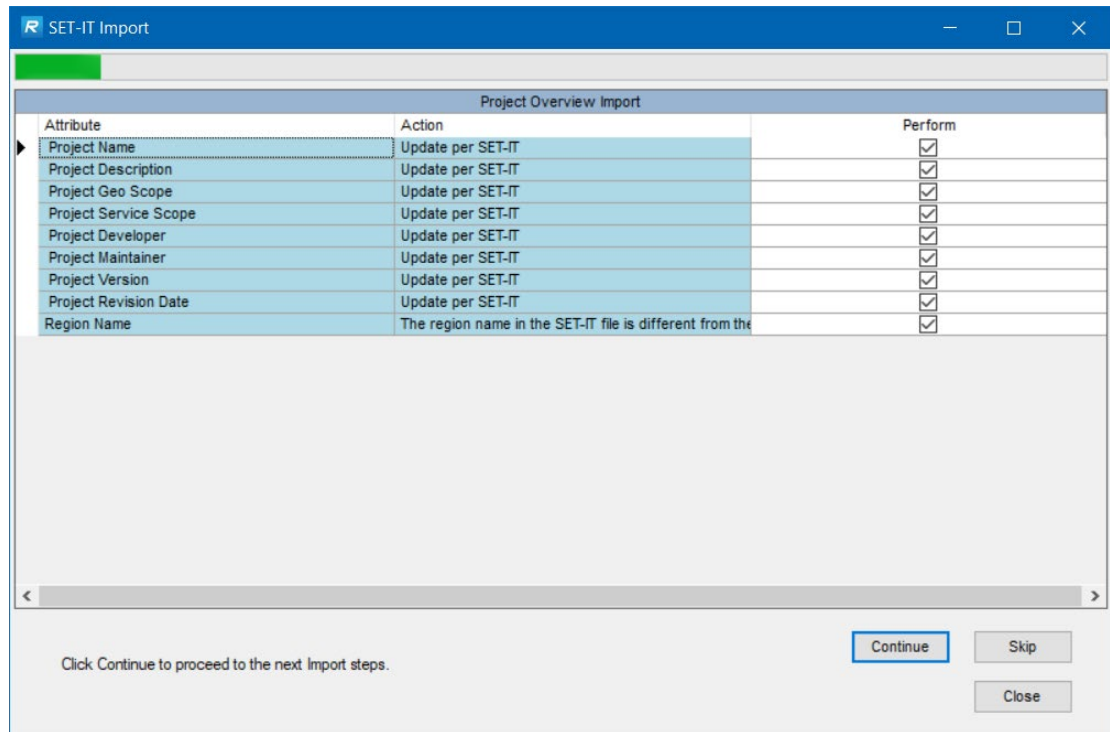 R SET-IT Import
Project Overview Import
Attribute Action Perform
Project Name Update per SET-IT
Project Description Update per SET-IT
Project Geo Scope Update per SET-IT
Project Service Scope Update per SET-IT
Project Developer Update per SET-IT
Project Maintainer Update per SET-IT
Project Version Update per SET-IT
Project Revision Date Update per SET-IT
Region Name The region name in the SET-IT file is different from the
Continue Skip
Click Continue to proceed to the next Import steps.
Close